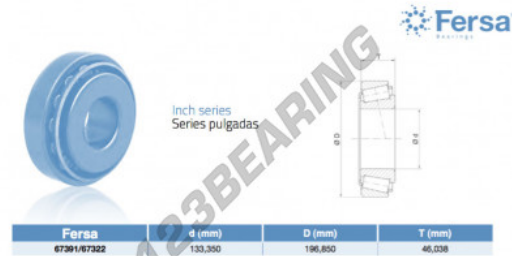 Fersa
Bearings
Inch series
Series pulgadas
Ø D
Ø d
123BEARING
Fersa d (mm) D (mm) T (mm)
67391/67322 133,350 196,850 46,038